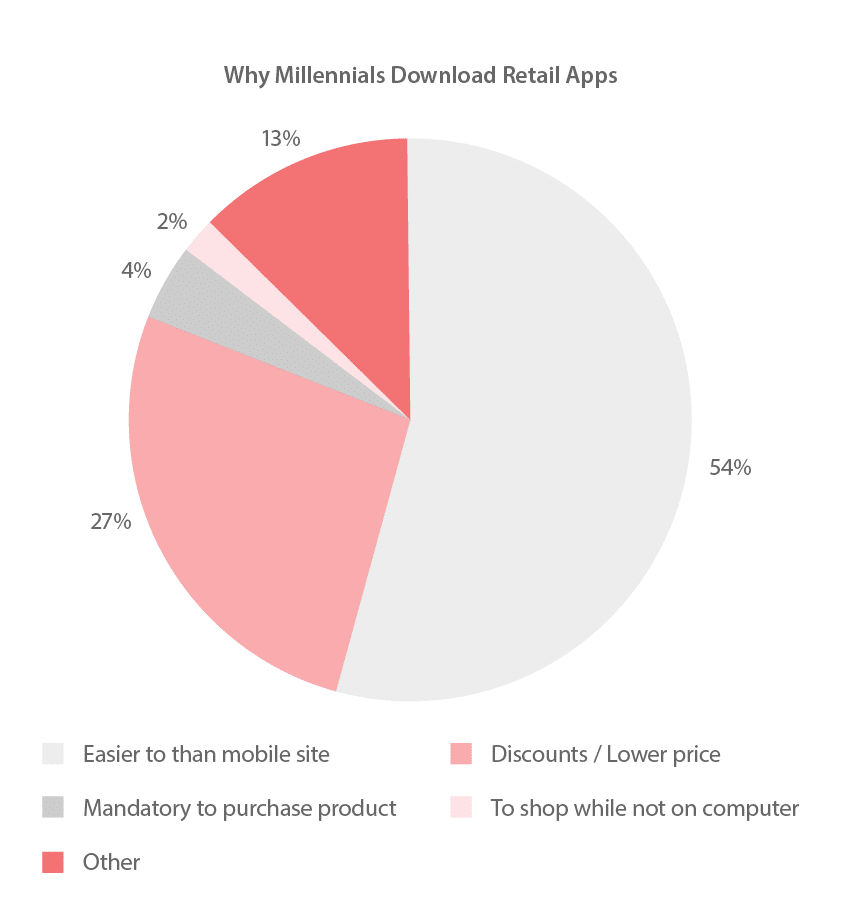 Why Millennials Download Retail Apps
13%
2%
4%
54%
27%
Easier to than mobile site
Discounts / Lower price
Mandatory to purchase product
To shop while not on computer
Other